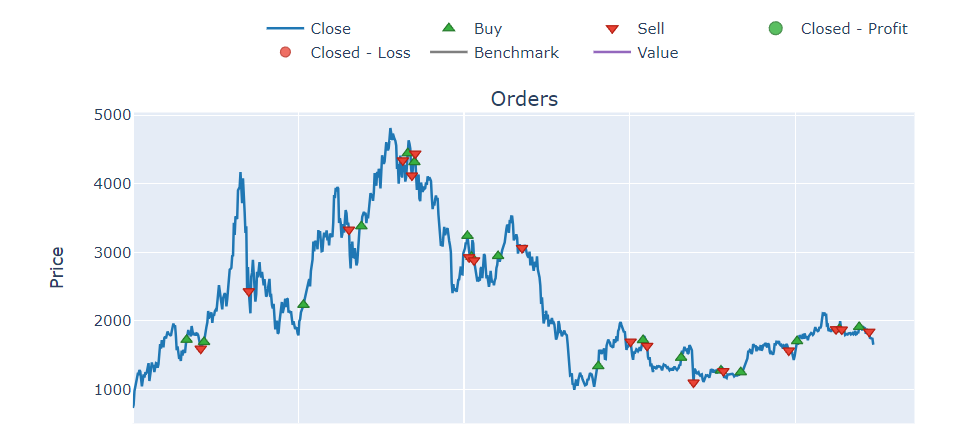 Close Buy Sell Closed - Profit
Closed - Loss Benchmark Value
Orders
5000
4000
3000
2000
1000
Price